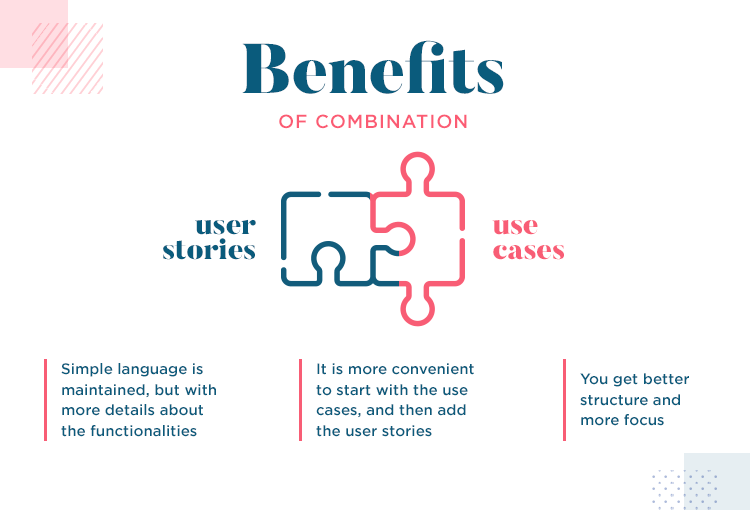 Benefits
OF COMBINATION
user
stories
use
cases
Simple language is
maintained, but with
more details about
the functionalities
It is more convenient
to start with the use
cases, and then add
the user stories
You get better
structure and
more focus